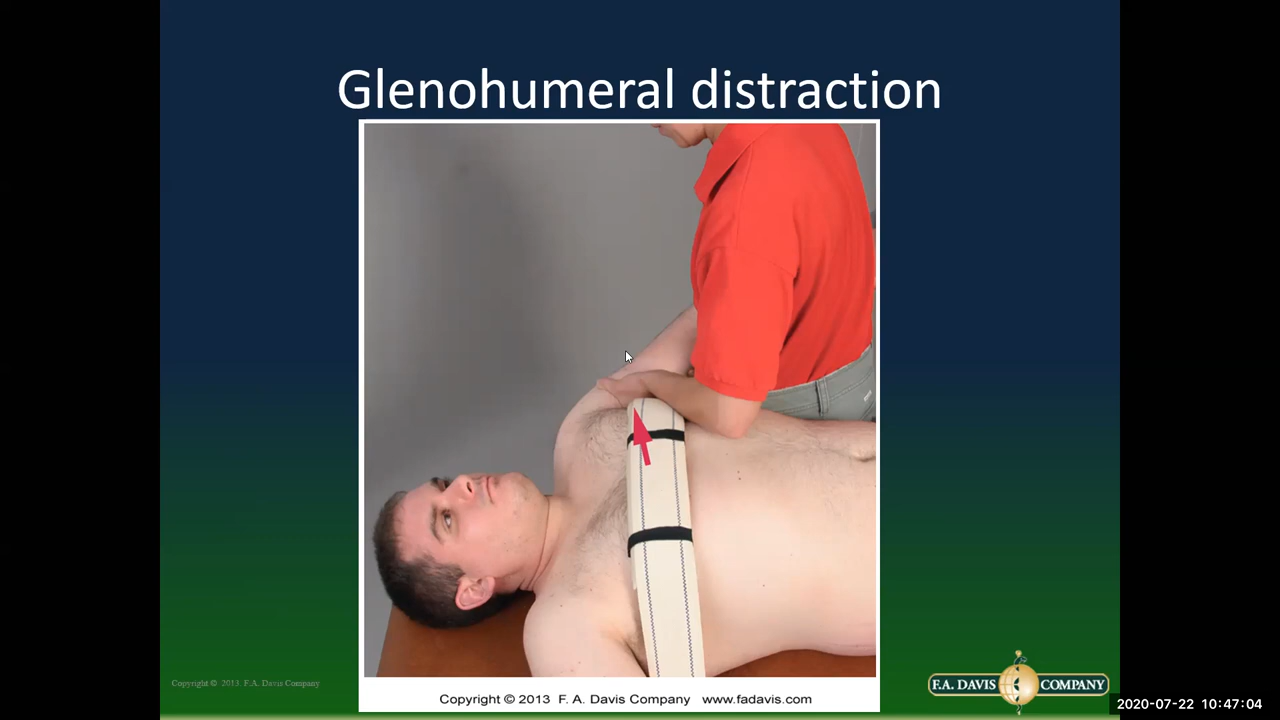 Glenohumeral distraction
Copyright © 2013. F.A. Davis Company
Copyright © 2013 F. A. Davis Company www.fadavis.com
F.A. DAVIS COMPANY
2020-07-22 10:47:04